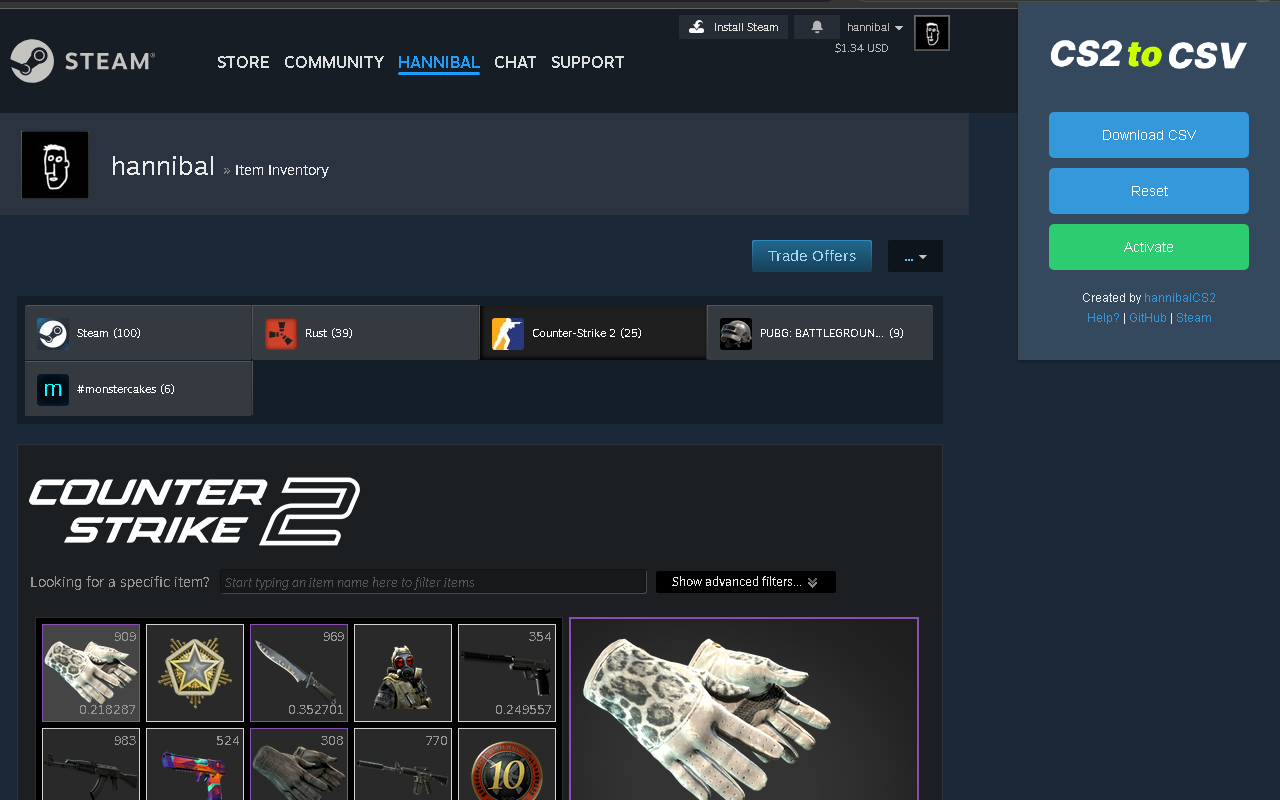 Install Steam
hannibal
$1.34 USD
STEAM®
STORE COMMUNITY HANNIBAL CHAT SUPPORT
CS2 to CSV
Download CSV
Reset
Activate
Created by hannibalCS2
Help? | GitHub | Steam
hannibal » Item Inventory
Trade Offers
...
Steam (100)
Rust (39)
Counter-Strike 2 (25)
PUBG: BATTLEGROUN... (9)
m
#monstercakes (6)
COUNTER
STRIKE 2
Looking for a specific item?
Start typing an item name here to filter items
Show advanced filters...
909
969
354
0.218287
0.352701
0.249557
983
524
308
770
10